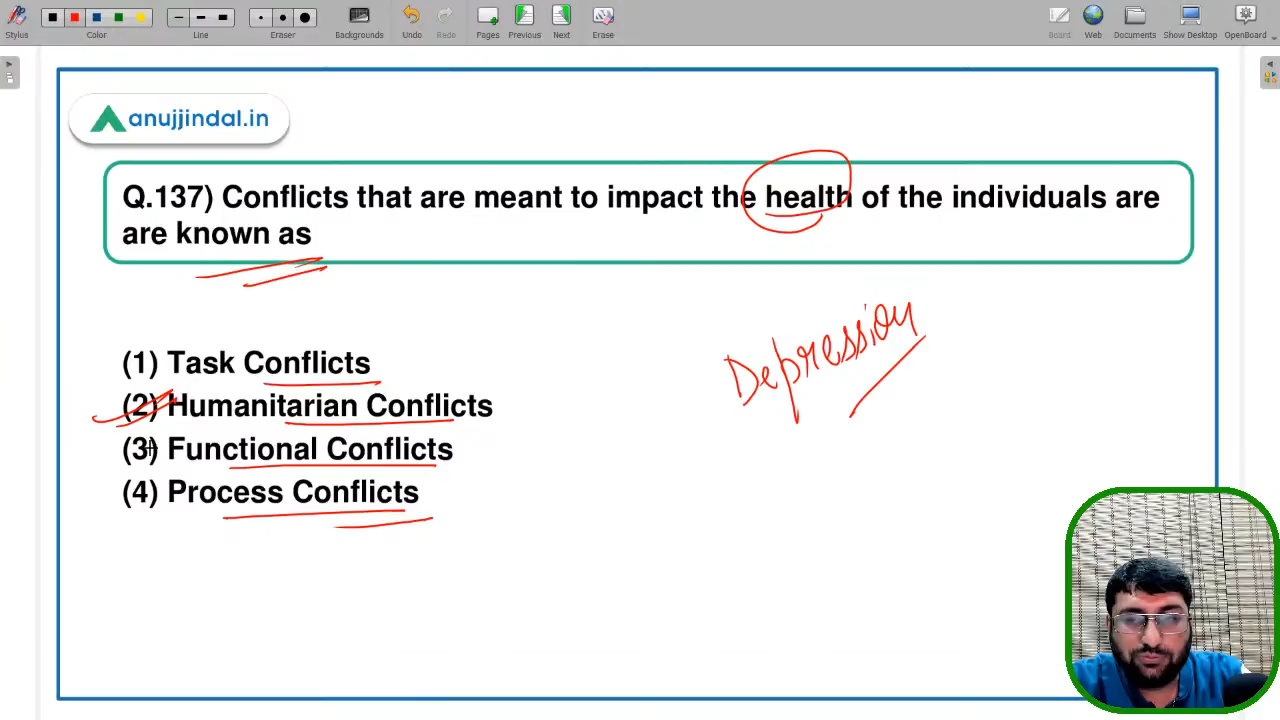 Stylus
Color
Line
Eraser
Backgrounds
Undo
Redo
Pages
Previous
Next
Erase
Board
Web
Documents
Show Desktop
OpenBoard
anujjindal.in
Q.137) Conflicts that are meant to impact the health of the individuals are
are known as
Depression
(1) Task Conflicts
(2) Humanitarian Conflicts
(3) Functional Conflicts
(4) Process Conflicts